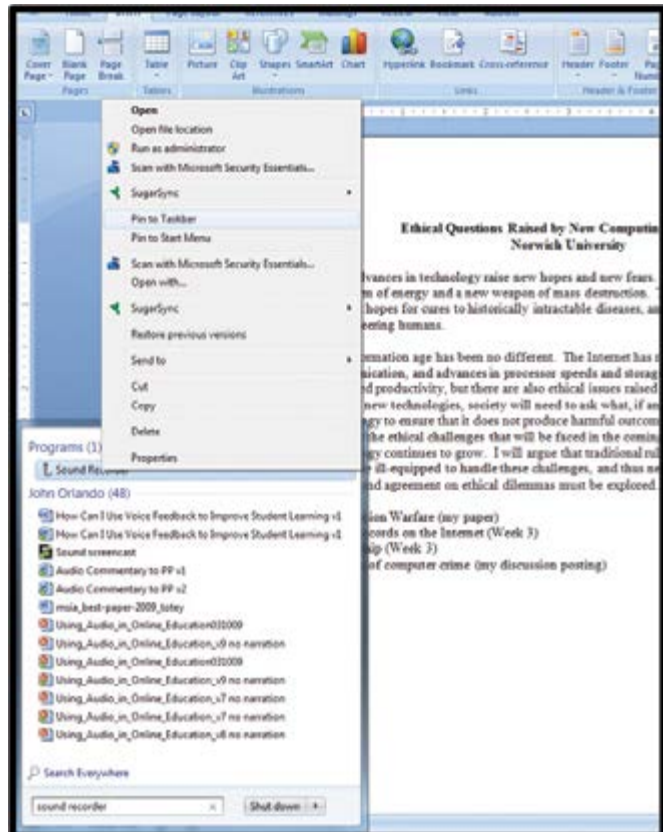 Insert Page Layout References Mailings Review View
Cover Page Blank Page Page Break Table Picture Clip Art Shapes SmartArt Chart Hyperlink Bookmark Cross-reference Header Footer
Pages Tables Illustrations Links Header & Footer
Open
Open file location
Run as administrator
Scan with Microsoft Security Essentials...
SugarSync
Pin to Taskbar
Pin to Start Menu
Scan with Microsoft Security Essentials...
Open with...
SugarSync
Restore previous versions
Send to
Cut
Copy
Delete
Properties
Programs (1)
Sound Recorder
John Orlando (48)
How Can I Use Voice Feedback to Improve Student Learning v1
How Can I Use Voice Feedback to Improve Student Learning v1
Sound screencast
Audio Commentary to PP v1
Audio Commentary to PP v2
msia_best-paper-2009_totey
Using_Audio_in_Online_Education031009
Using_Audio_in_Online_Education_v9 no narration
Using_Audio_in_Online_Education031009
Using_Audio_in_Online_Education_v9 no narration
Using_Audio_in_Online_Education_v7 no narration
Using_Audio_in_Online_Education_v7 no narration
Using_Audio_in_Online_Education_v8 no narration
Search Everywhere
sound recorder
Shut down
Ethical Questions Raised by New Computin
Norwich University
vances in technology raise new hopes and new fears.
m of energy and a new weapon of mass destruction.
hopes for cures to historically intractable diseases, an
eering humans.
rmation age has been no different. The Internet has
nication, and advances in processor speeds and storag
d productivity, but there are also ethical issues raised
new technologies, society will need to ask what, if an
gy to ensure that it does not produce harmful outcom
the ethical challenges that will be faced in the coming
gy continues to grow. I will argue that traditional rul
ill-equipped to handle these challenges, and thus ne
nd agreement on ethical dilemmas must be explored.
ion Warfare (my paper)
cords on the Internet (Week 3)
ip (Week 3)
of computer crime (my discussion posting)